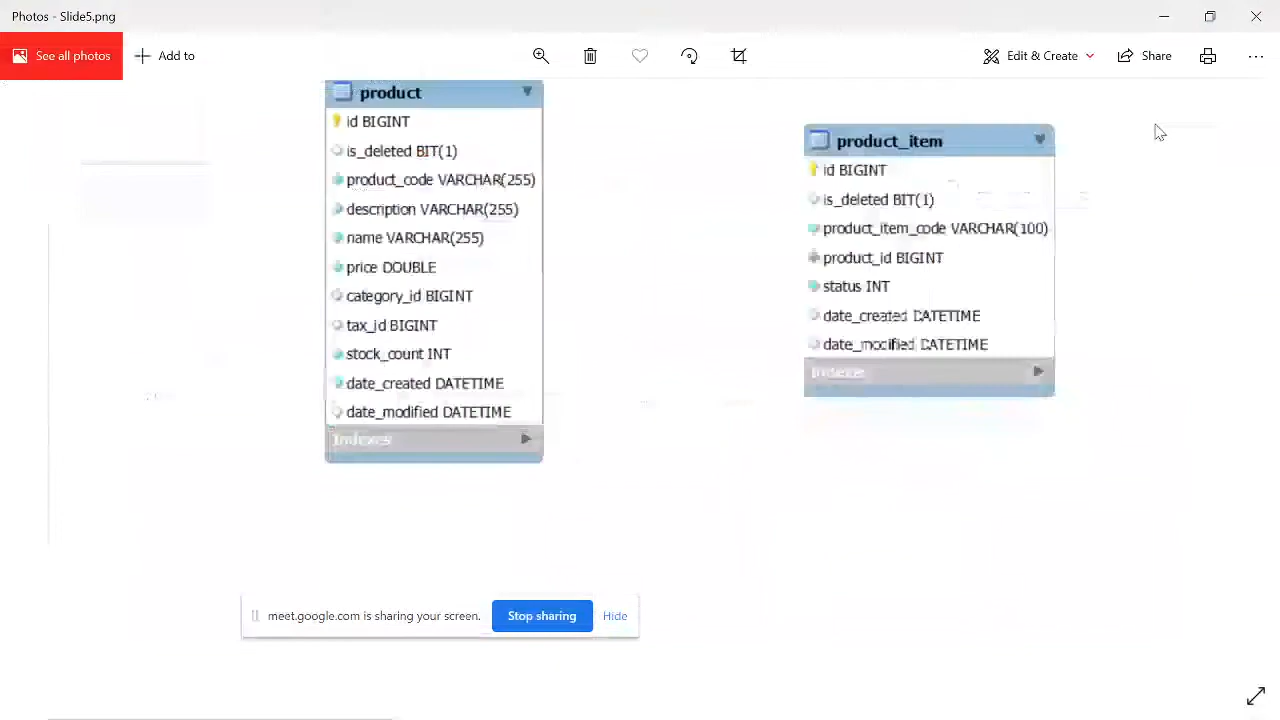 Photos - Slide5.png
See all photos
Add to
Edit & Create
Share
product
id BIGINT
is_deleted BIT(1)
product_code VARCHAR(255)
description VARCHAR(255)
name VARCHAR(255)
price DOUBLE
category_id BIGINT
tax_id BIGINT
stock_count INT
date_created DATETIME
date_modified DATETIME
Indexes
product_item
id BIGINT
is_deleted BIT(1)
product_item_code VARCHAR(100)
product_id BIGINT
status INT
date_created DATETIME
date_modified DATETIME
Indexes
meet.google.com is sharing your screen.
Stop sharing
Hide